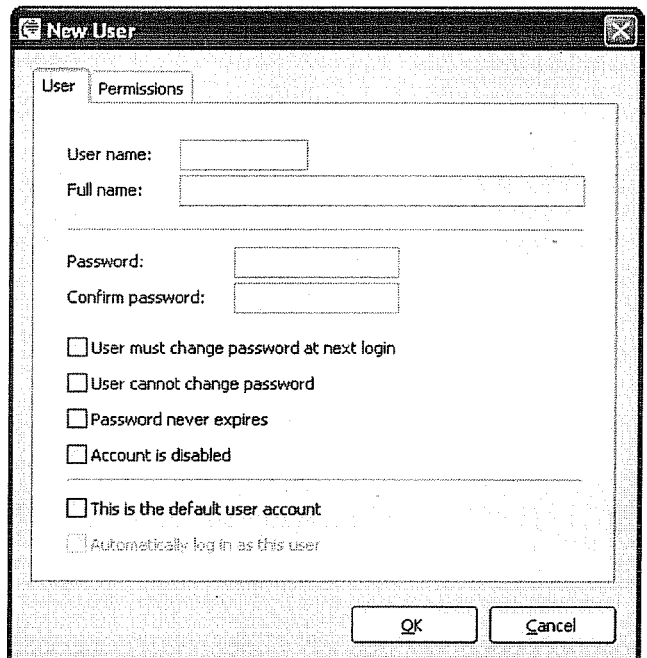 New User
User Permissions
User name:
Full name:
Password:
Confirm password:
User must change password at next login
User cannot change password
Password never expires
Account is disabled
This is the default user account
Automatically log in as this user
OK Cancel